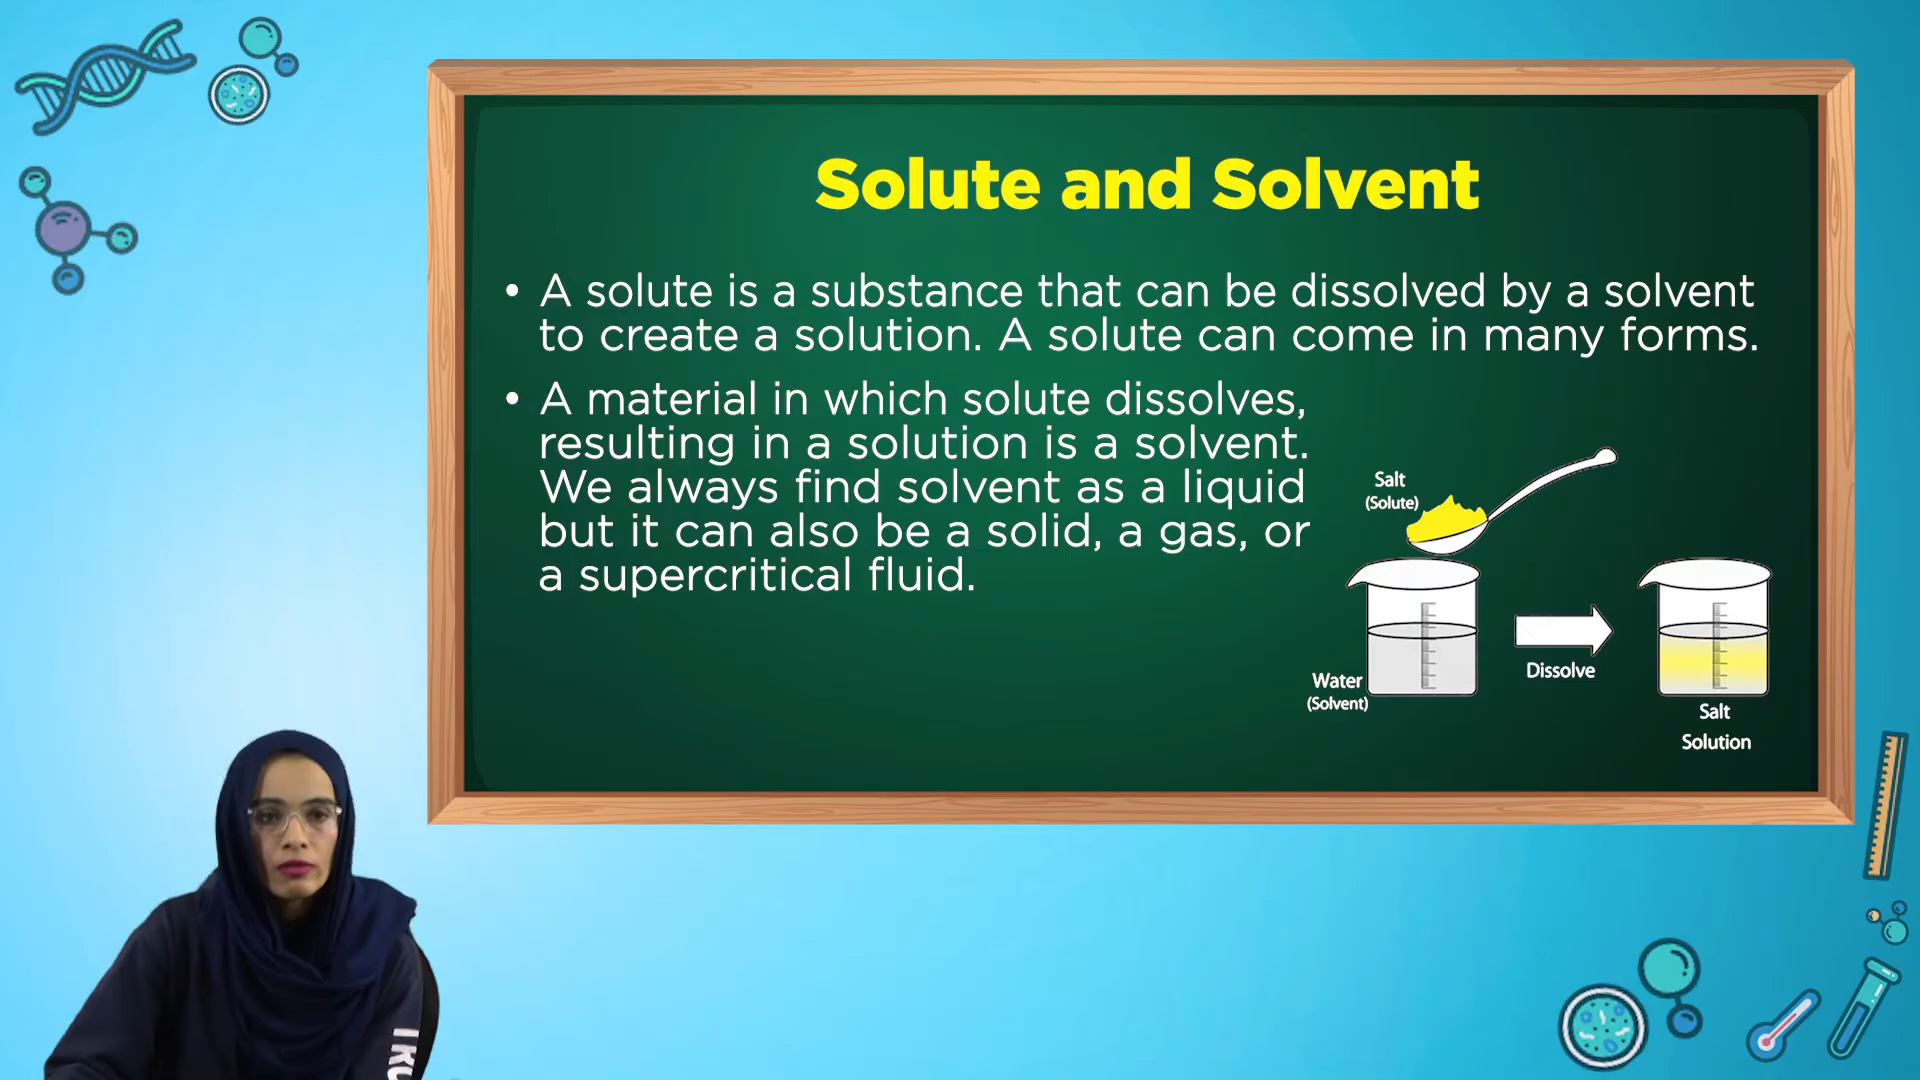 Solute and Solvent
• A solute is a substance that can be dissolved by a solvent
to create a solution. A solute can come in many forms.
• A material in which solute dissolves,
resulting in a solution is a solvent.
We always find solvent as a liquid
but it can also be a solid, a gas, or
a supercritical fluid.
Salt
(Solute)
Water
(Solvent)
Dissolve
Salt
Solution